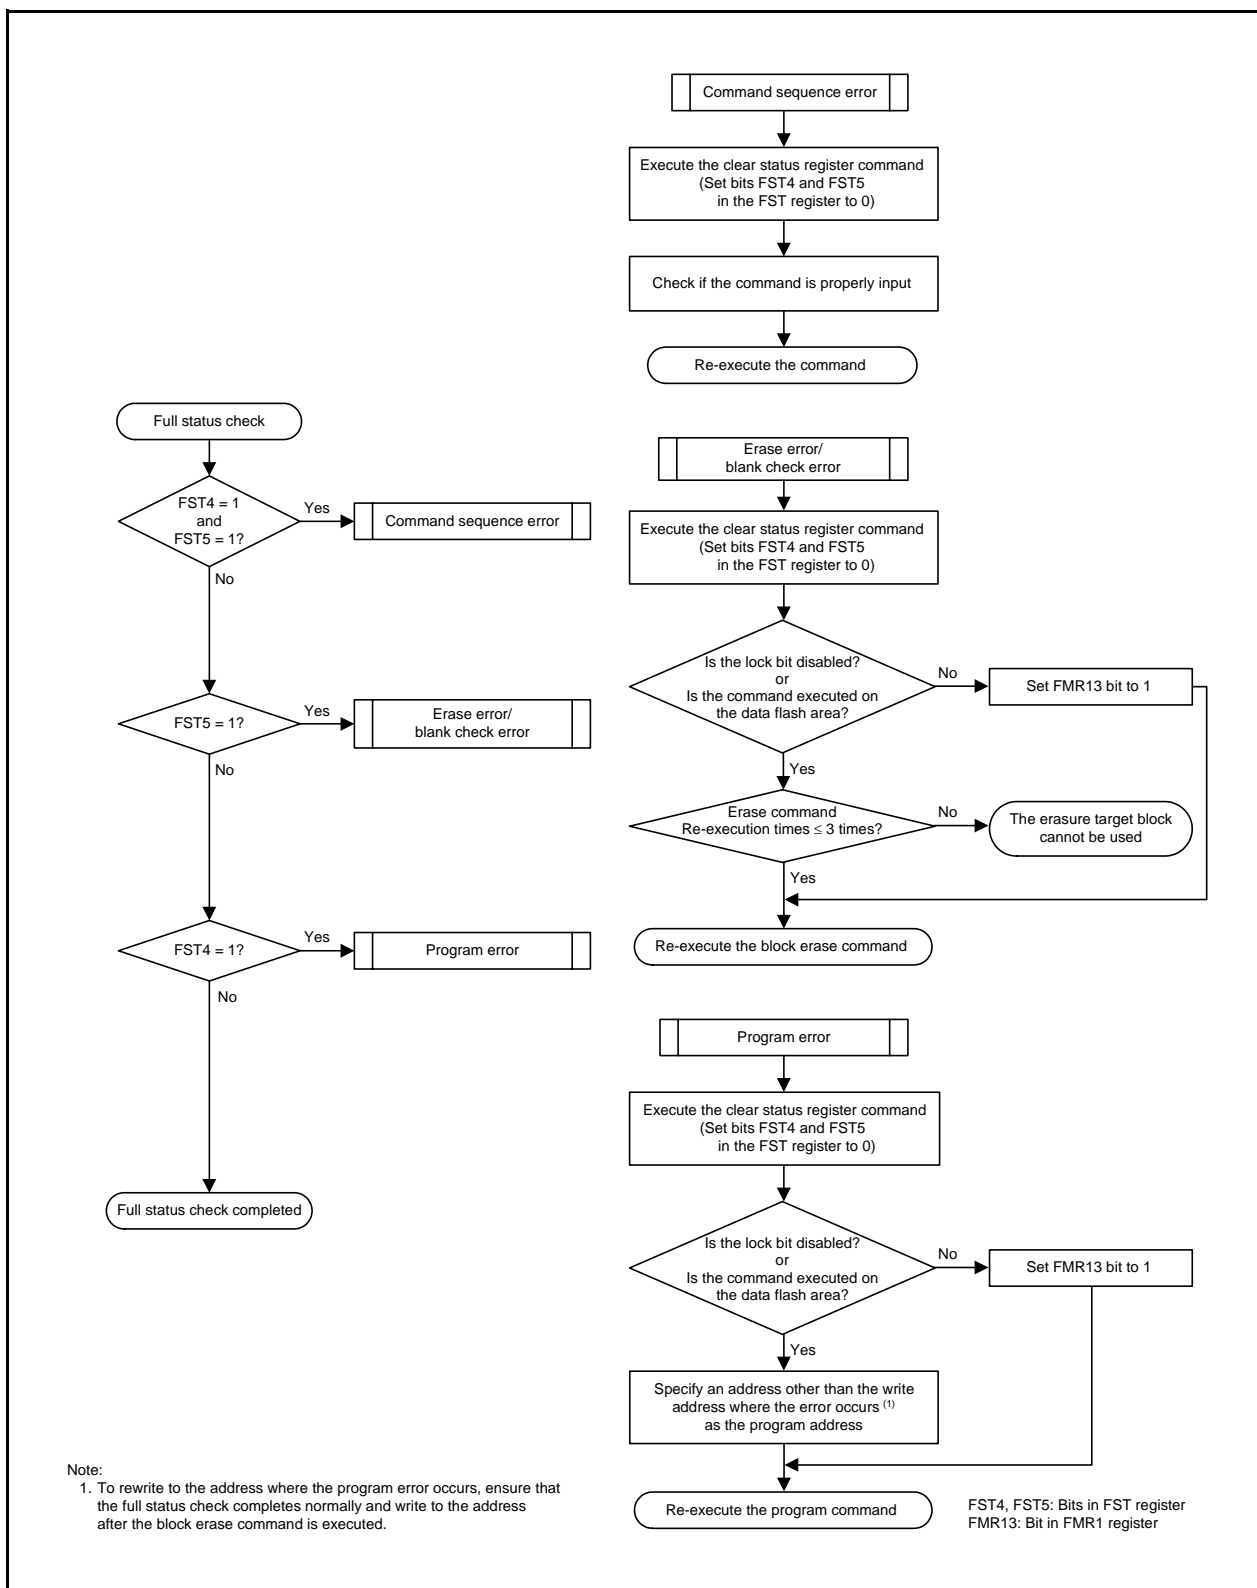 Command sequence error
Execute the clear status register command
(Set bits FST4 and FST5
in the FST register to 0)
Check if the command is properly input
Re-execute the command
Full status check
FST4 = 1
and
FST5 = 1?
Yes
Command sequence error
No
FST5 = 1?
Yes
Erase error/
blank check error
No
FST4 = 1?
Yes
Program error
No
Full status check completed
Erase error/
blank check error
Execute the clear status register command
(Set bits FST4 and FST5
in the FST register to 0)
Is the lock bit disabled?
or
Is the command executed on
the data flash area?
No
Set FMR13 bit to 1
Yes
Erase command
Re-execution times ≤ 3 times?
No
The erasure target block
cannot be used
Yes
Re-execute the block erase command
Program error
Execute the clear status register command
(Set bits FST4 and FST5
in the FST register to 0)
Is the lock bit disabled?
or
Is the command executed on
the data flash area?
No
Set FMR13 bit to 1
Yes
Specify an address other than the write
address where the error occurs (1)
as the program address
Re-execute the program command
Note:
1. To rewrite to the address where the program error occurs, ensure that
the full status check completes normally and write to the address
after the block erase command is executed.
FST4, FST5: Bits in FST register
FMR13: Bit in FMR1 register